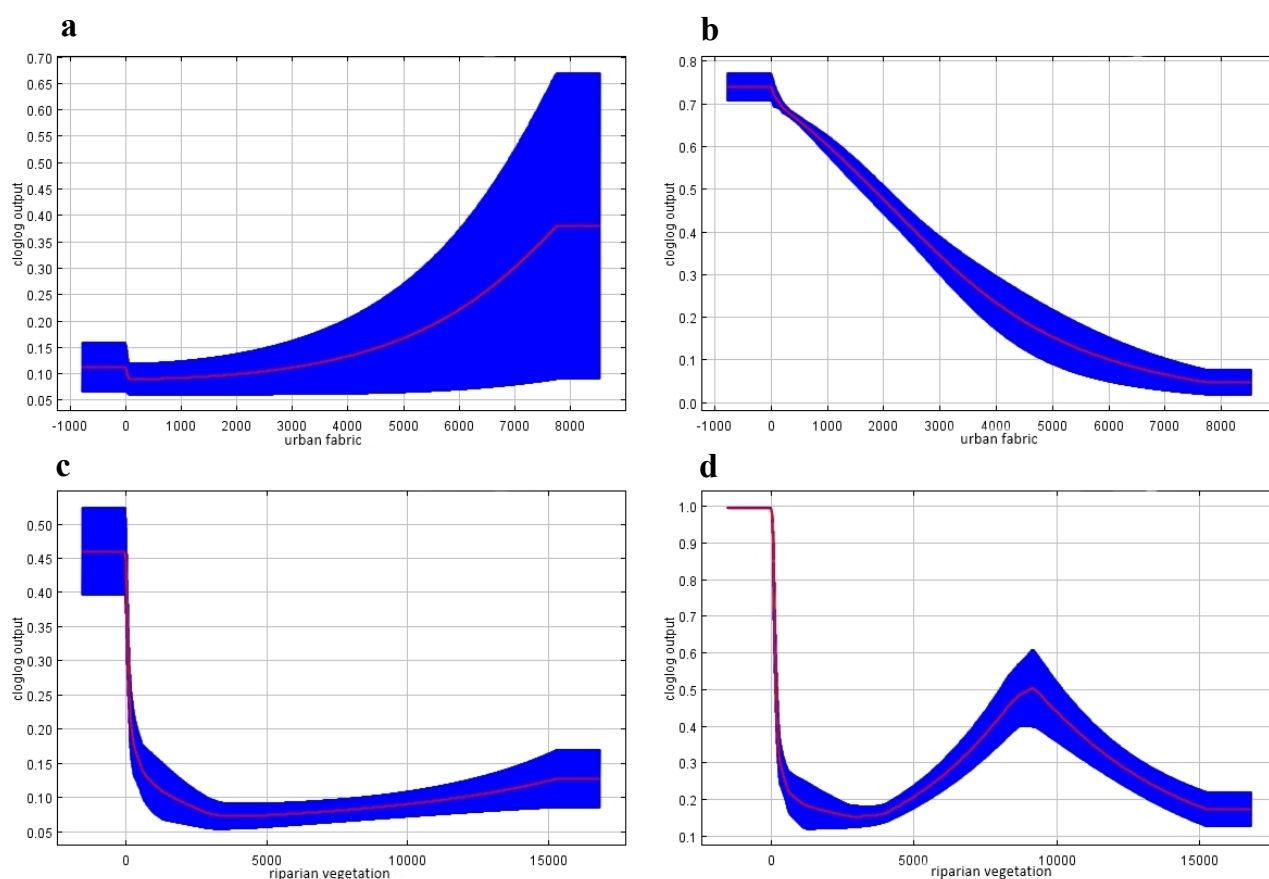 a
0.70
0.65
0.60
0.55
0.50
0.45
0.40
0.35
0.30
0.25
0.20
0.15
0.10
0.05
cloglog output
-1000 0 1000 2000 3000 4000 5000 6000 7000 8000
urban fabric
b
0.8
0.7
0.6
0.5
0.4
0.3
0.2
0.1
0.0
cloglog output
-1000 0 1000 2000 3000 4000 5000 6000 7000 8000
urban fabric
c
0.50
0.45
0.40
0.35
0.30
0.25
0.20
0.15
0.10
0.05
cloglog output
0 5000 10000 15000
riparian vegetation
d
1.0
0.9
0.8
0.7
0.6
0.5
0.4
0.3
0.2
0.1
cloglog output
0 5000 10000 15000
riparian vegetation